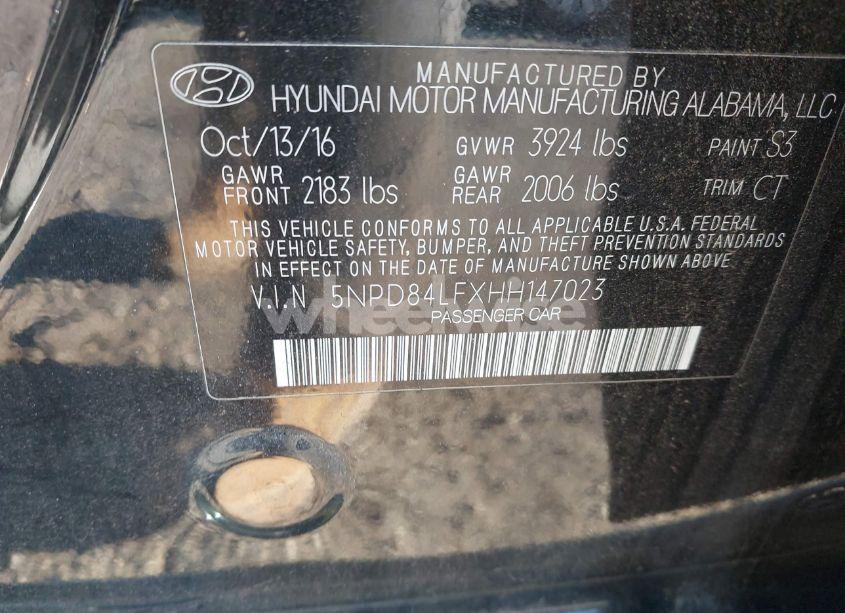 MANUFACTURED BY
HYUNDAI MOTOR MANUFACTURING ALABAMA, LLC
Oct/13/16 GVWR 3924 lbs PAINT S3
GAWR FRONT 2183 lbs GAWR REAR 2006 lbs TRIM CT
THIS VEHICLE CONFORMS TO ALL APPLICABLE U.S.A. FEDERAL
MOTOR VEHICLE SAFETY, BUMPER, AND THEFT PREVENTION STANDARDS
IN EFFECT ON THE DATE OF MANUFACTURE SHOWN ABOVE.
V.I.N 5NPD84LFXHH147023
wheelwise
PASSENGER CAR